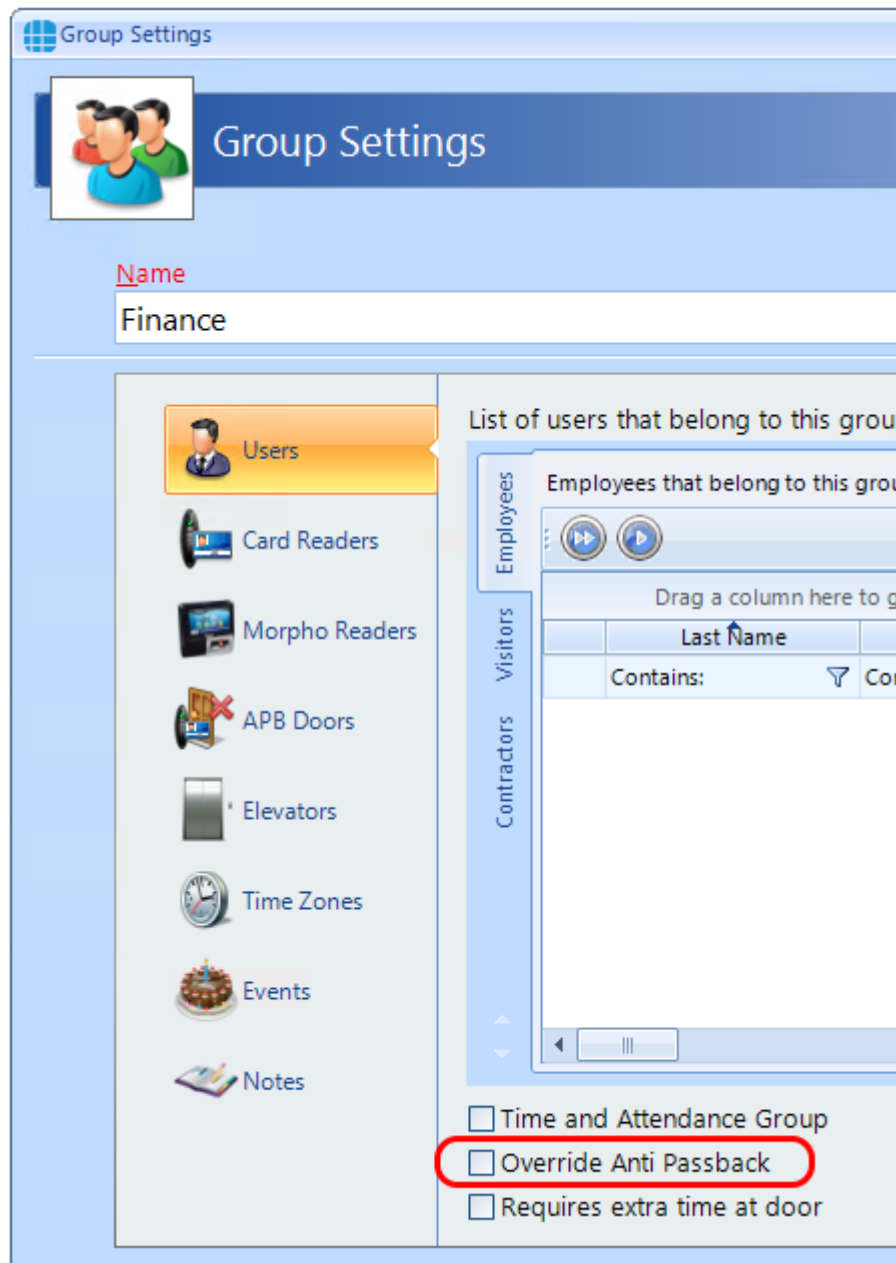 Group Settings
Group Settings
Name
Finance
Users
Card Readers
Morpho Readers
APB Doors
Elevators
Time Zones
Events
Notes
List of users that belong to this grou
Employees
Visitors
Contractors
Employees that belong to this grou
Drag a column here to g
Last Name
Contains: Con
Time and Attendance Group
Override Anti Passback
Requires extra time at door